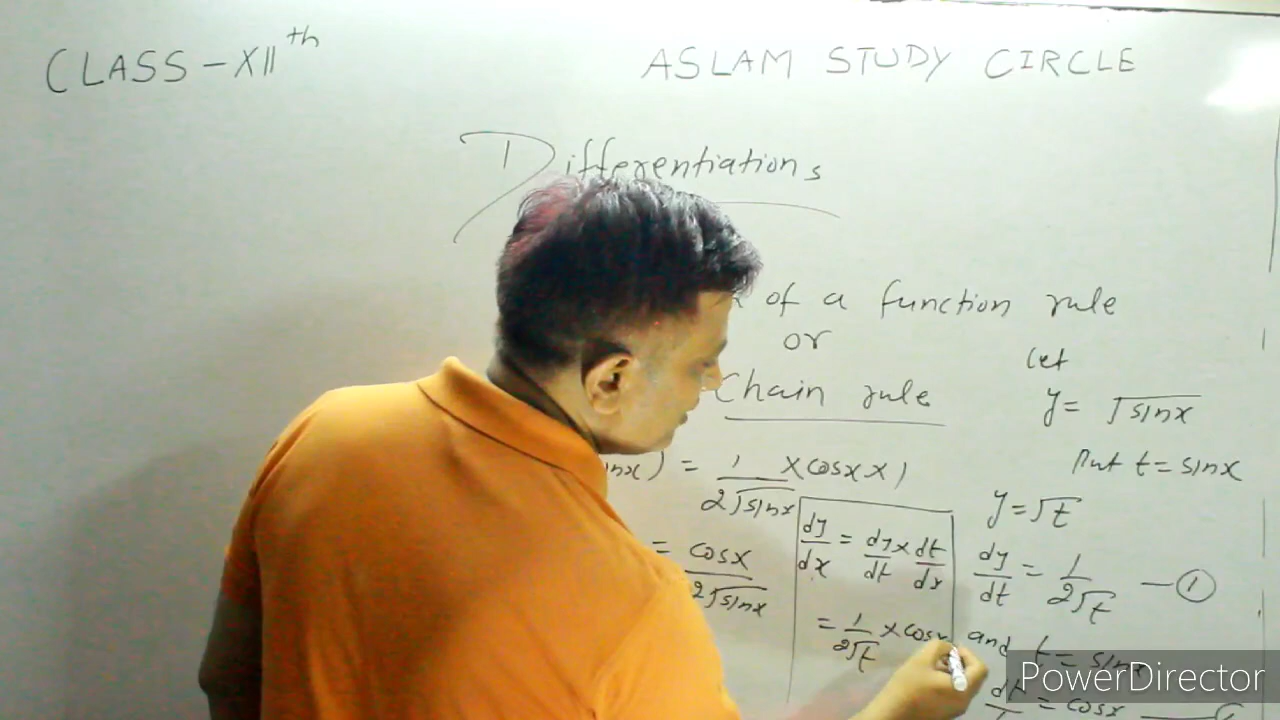 CLASS - XIIth
ASLAM STUDY CIRCLE
Differentiations
of a function rule
or
Chain rule
let
y = √sinx
Put t = sinx
y = √t
dy/dt = 1/2√t — ①
and t = sinx
dt = cosx
) = 1/2√sinx × cosx × 1
= cosx/2√sinx
dy/dx = dy/dt × dt/dx
= 1/2√t × cosx
PowerDirector